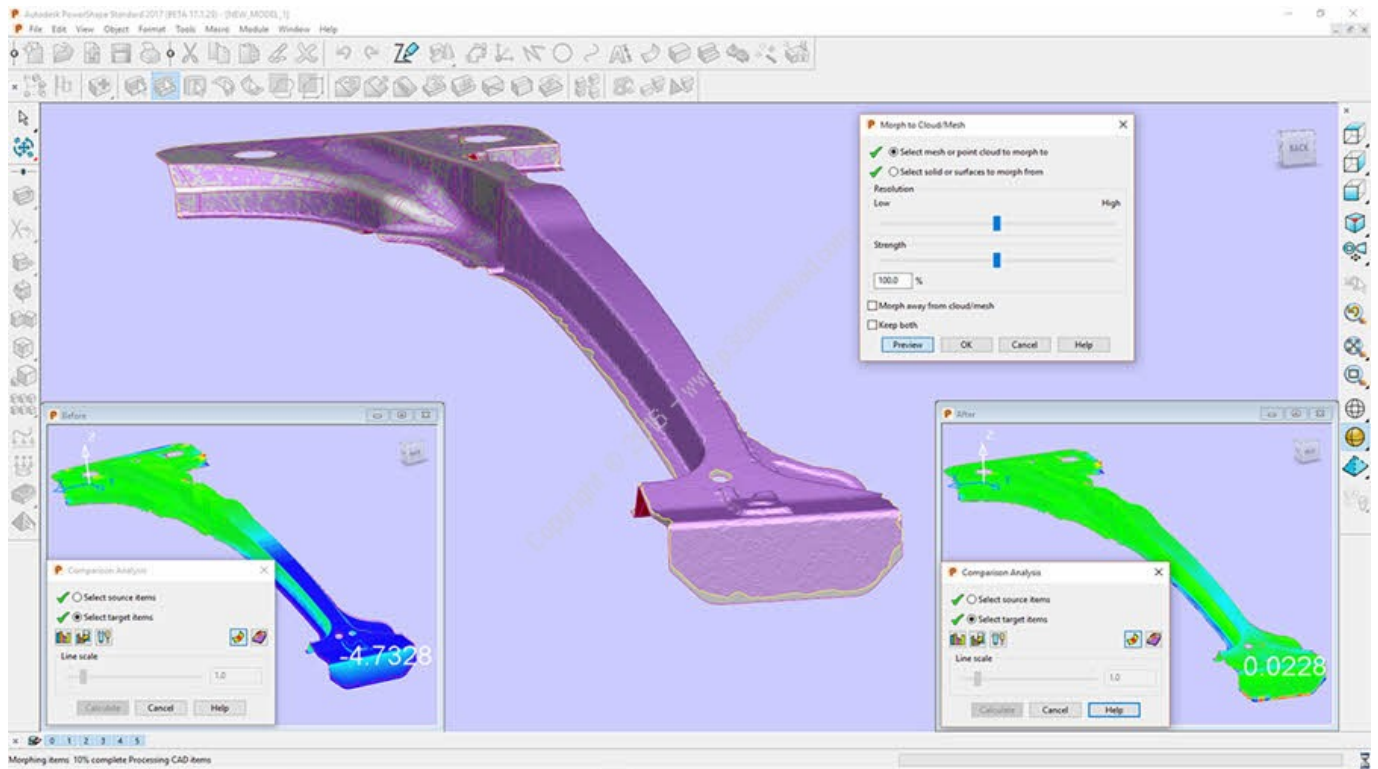 Autodesk PowerShape Standard 2017 (BETA 17.1.20) - [NEW_MODEL_1]
File Edit View Object Format Tools Macro Module Window Help
Morph to Cloud/Mesh
Select mesh or point cloud to morph to
Select solid or surfaces to morph from
Resolution
Low High
Strength
100.0 %
Morph away from cloud/mesh
Keep both
Preview OK Cancel Help
BACK
Before
Z
Comparison Analysis
Select source items
Select target items
Line scale
1.0
Calculate Cancel Help
-4.7328
After
Z
Comparison Analysis
Select source items
Select target items
Line scale
1.0
Calculate Cancel Help
0.0228
0 1 2 3 4 5
Morphing items 10% complete Processing CAD items